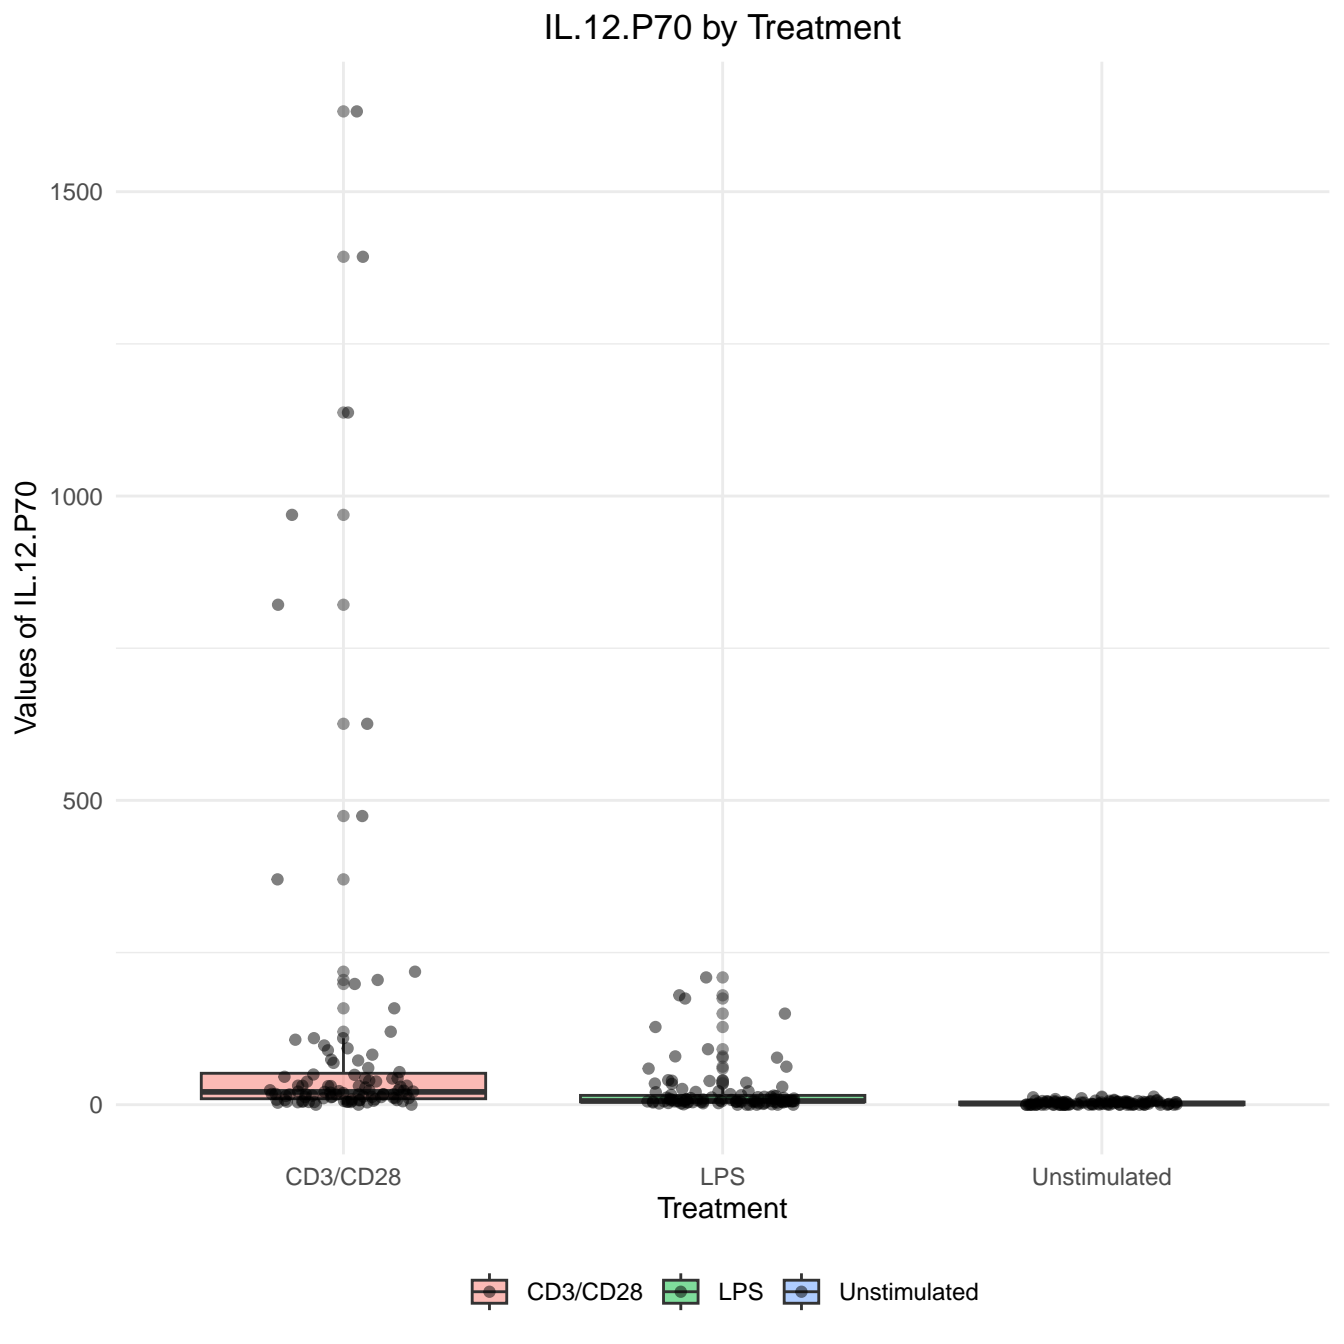 IL.12.P70 by Treatment
Values of IL.12.P70
1500
1000
500
0
CD3/CD28 LPS Unstimulated
Treatment
CD3/CD28 LPS Unstimulated